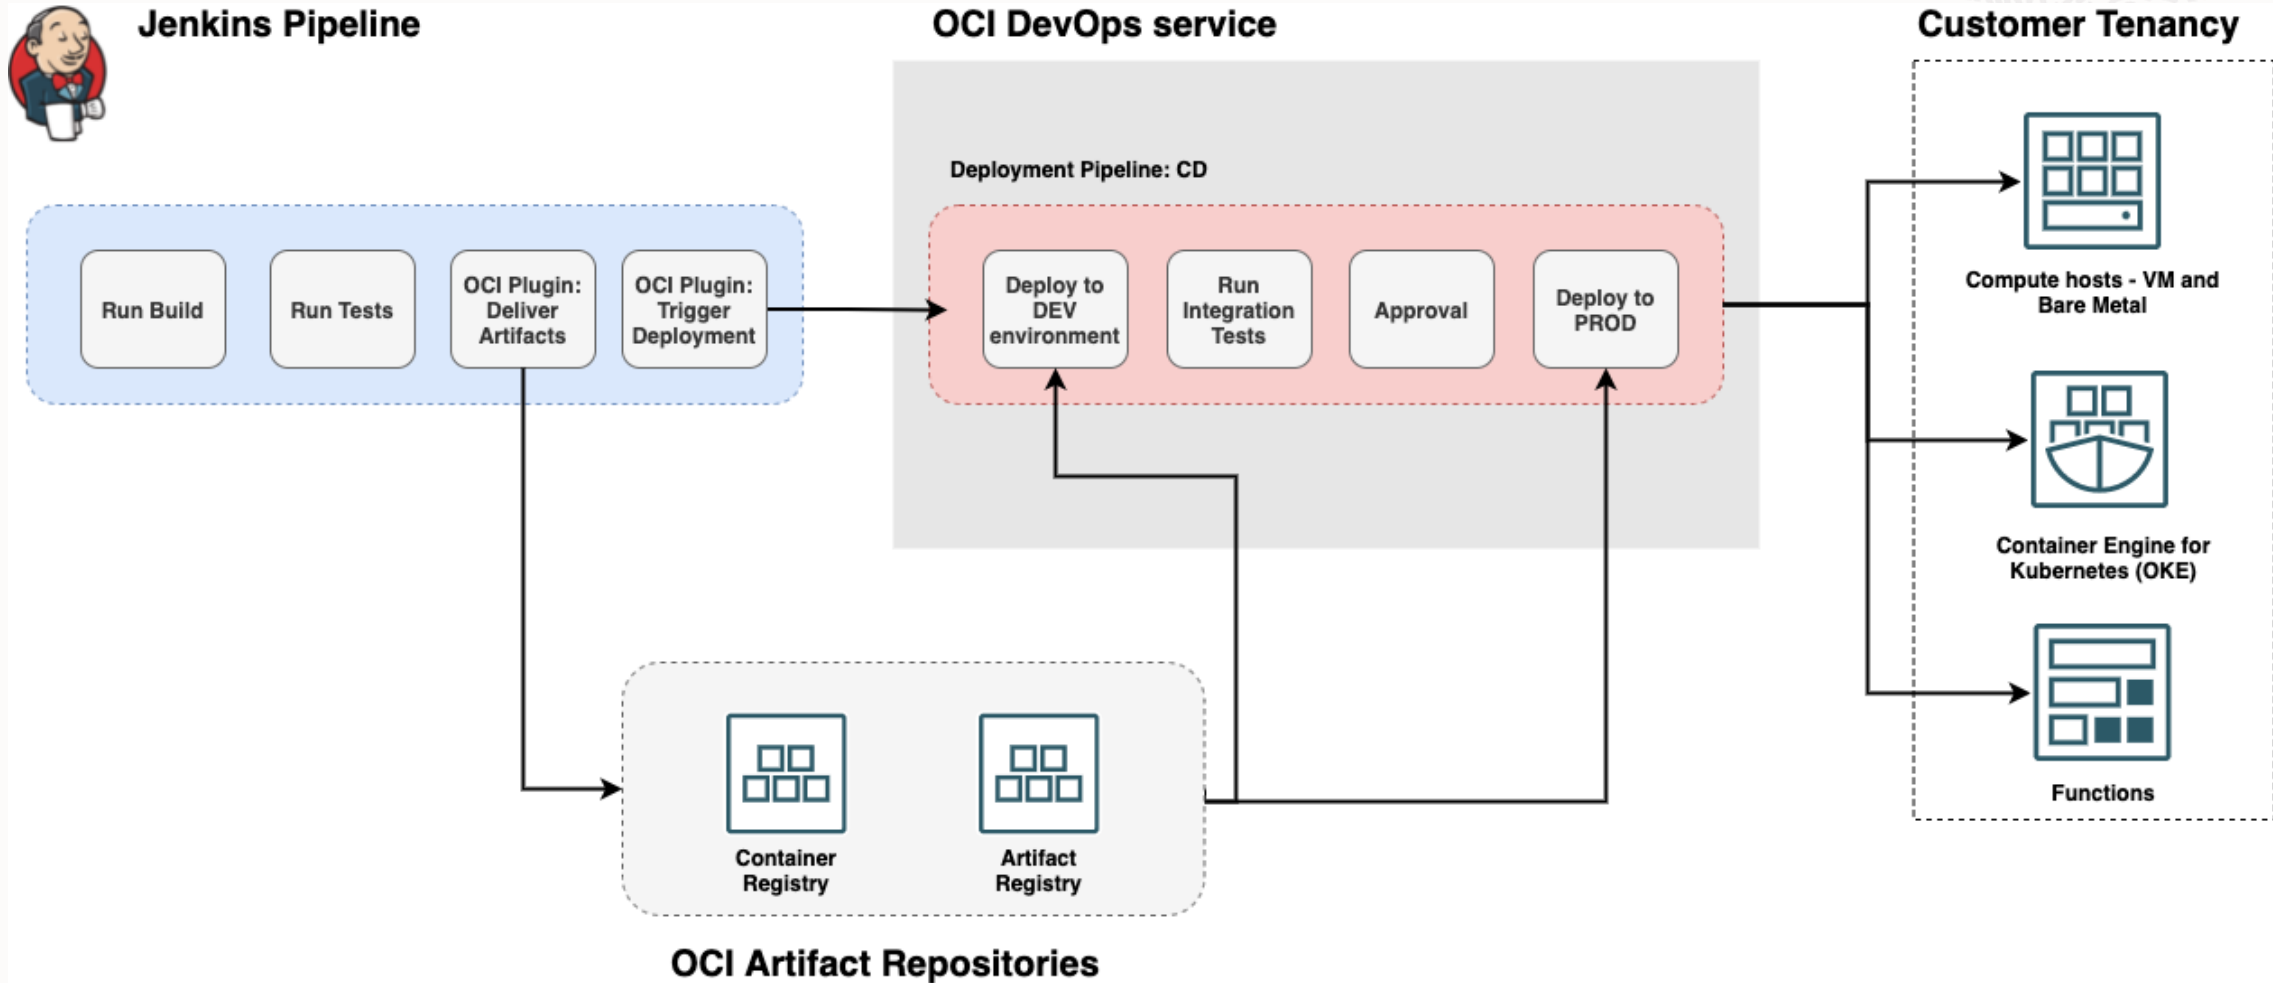 Jenkins Pipeline
OCI DevOps service
Customer Tenancy
Deployment Pipeline: CD
Run Build
Run Tests
OCI Plugin:
Deliver
Artifacts
OCI Plugin:
Trigger
Deployment
Deploy to
DEV
environment
Run
Integration
Tests
Approval
Deploy to
PROD
Compute hosts - VM and
Bare Metal
Container Engine for
Kubernetes (OKE)
Functions
Container
Registry
Artifact
Registry
OCI Artifact Repositories